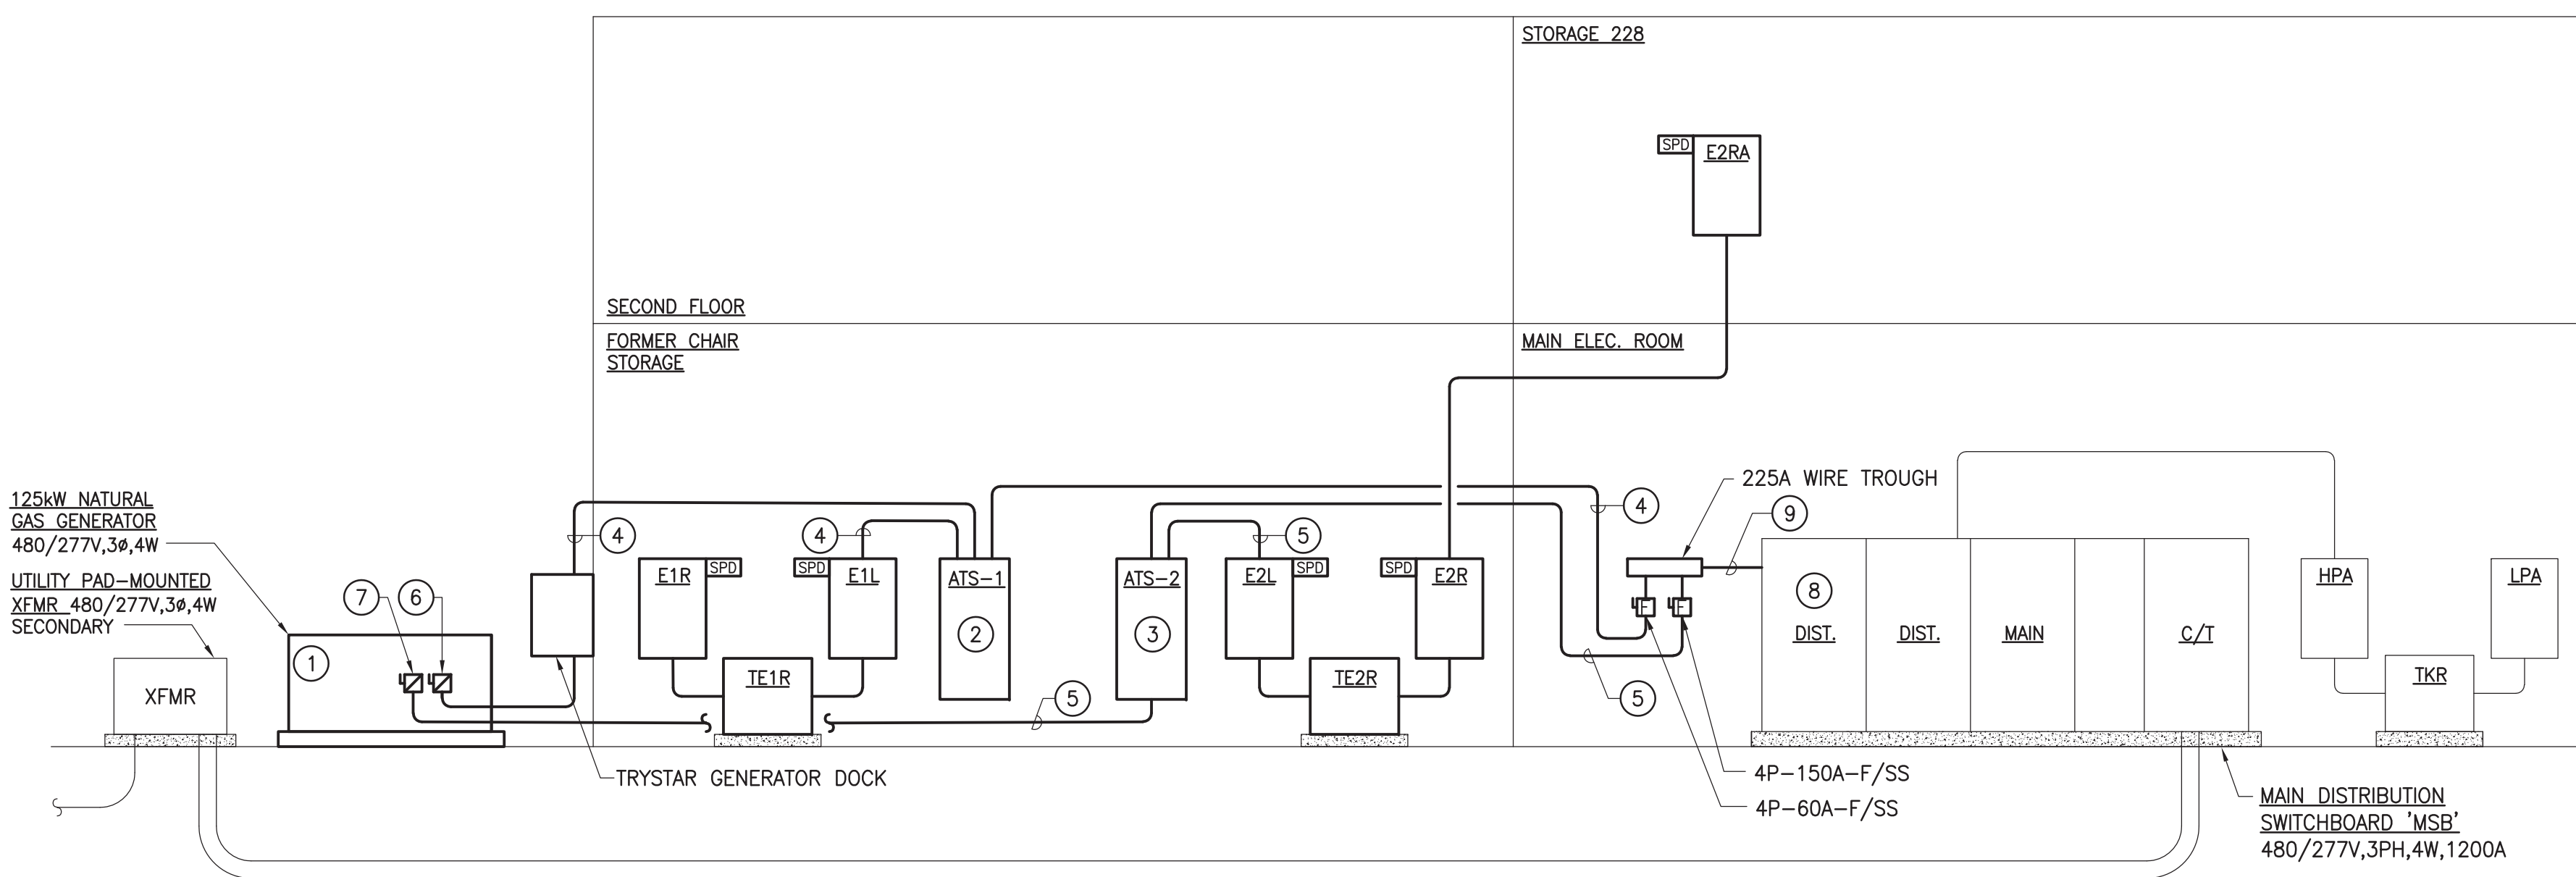 STORAGE 228
SPD
E2RA
SECOND FLOOR
FORMER CHAIR
STORAGE
MAIN ELEC. ROOM
125kW NATURAL
GAS GENERATOR
480/277V,3ø,4W
UTILITY PAD-MOUNTED
XFMR 480/277V,3ø,4W
SECONDARY
XFMR
1
7
6
4
TRYSTAR GENERATOR DOCK
E1R
SPD
TE1R
4
SPD
E1L
ATS-1
2
5
ATS-2
3
5
E2L
SPD
TE2R
SPD
E2R
4
5
225A WIRE TROUGH
9
F
F
4P-150A-F/SS
4P-60A-F/SS
8
DIST.
DIST.
MAIN
C/T
HPA
LPA
TKR
MAIN DISTRIBUTION
SWITCHBOARD 'MSB'
480/277V,3PH,4W,1200A